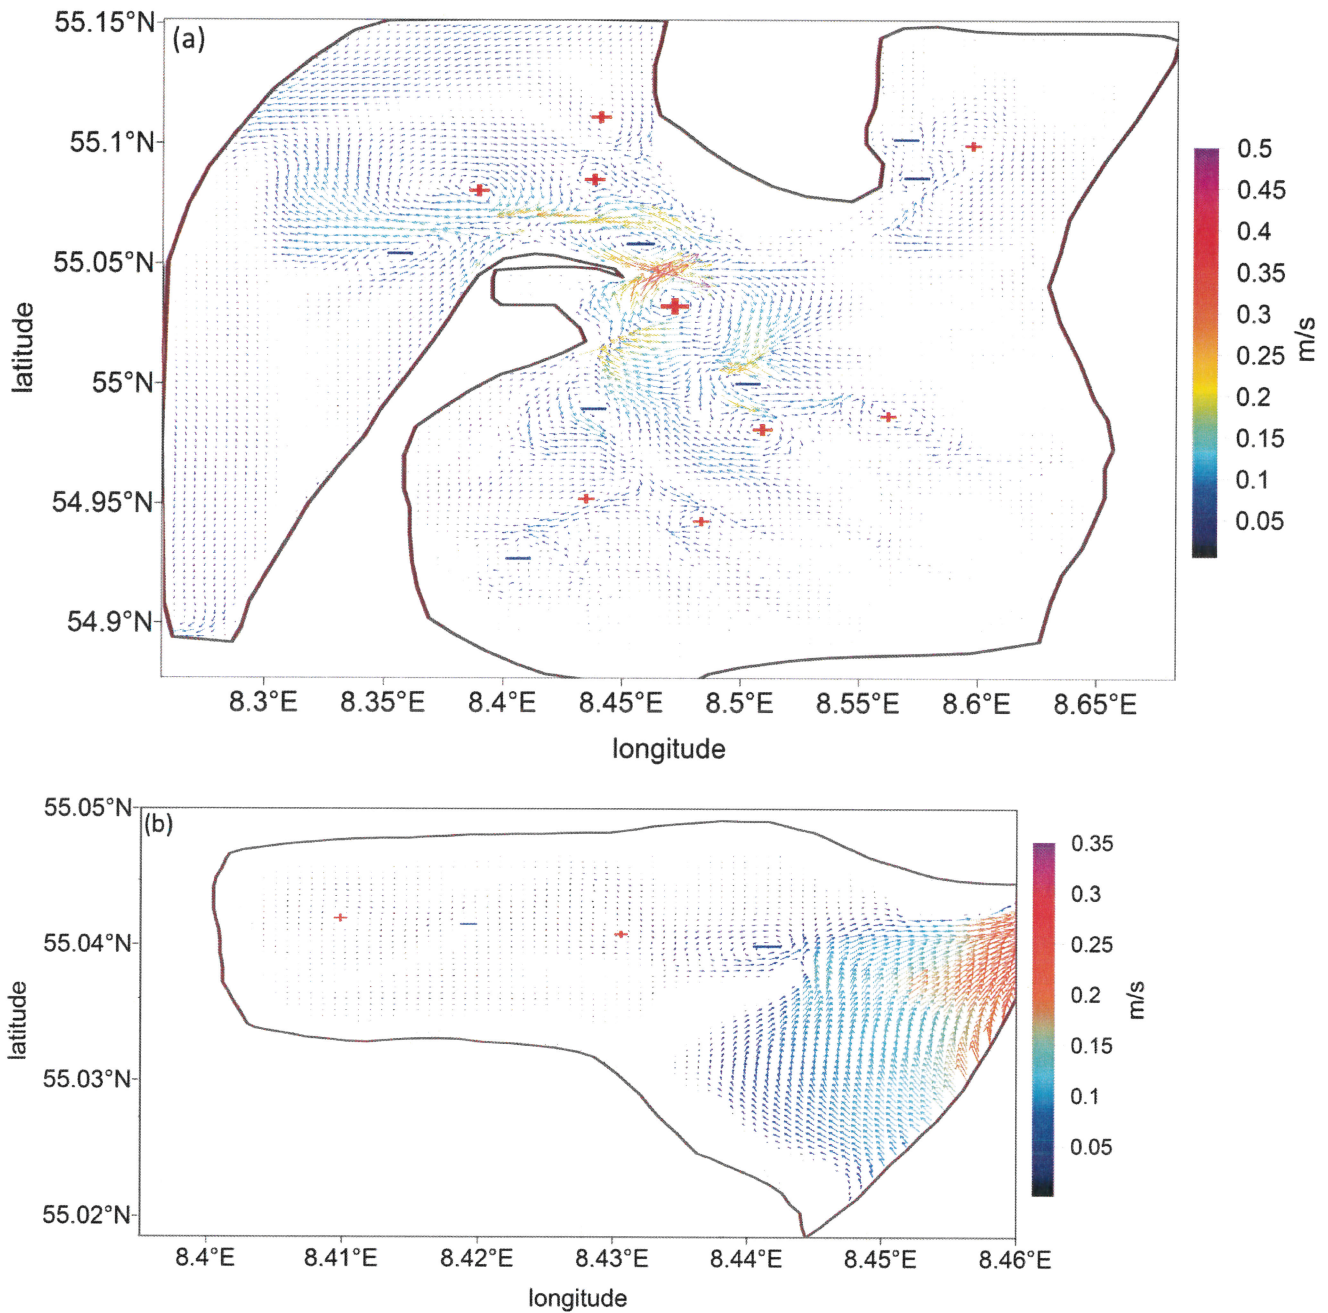 (a)
55.15°N
55.1°N
55.05°N
55°N
54.95°N
54.9°N
latitude
8.3°E 8.35°E 8.4°E 8.45°E 8.5°E 8.55°E 8.6°E 8.65°E
longitude
0.5
0.45
0.4
0.35
0.3
0.25
0.2
0.15
0.1
0.05
m/s
(b)
55.05°N
55.04°N
55.03°N
55.02°N
latitude
8.4°E 8.41°E 8.42°E 8.43°E 8.44°E 8.45°E 8.46°E
longitude
0.35
0.3
0.25
0.2
0.15
0.1
0.05
m/s